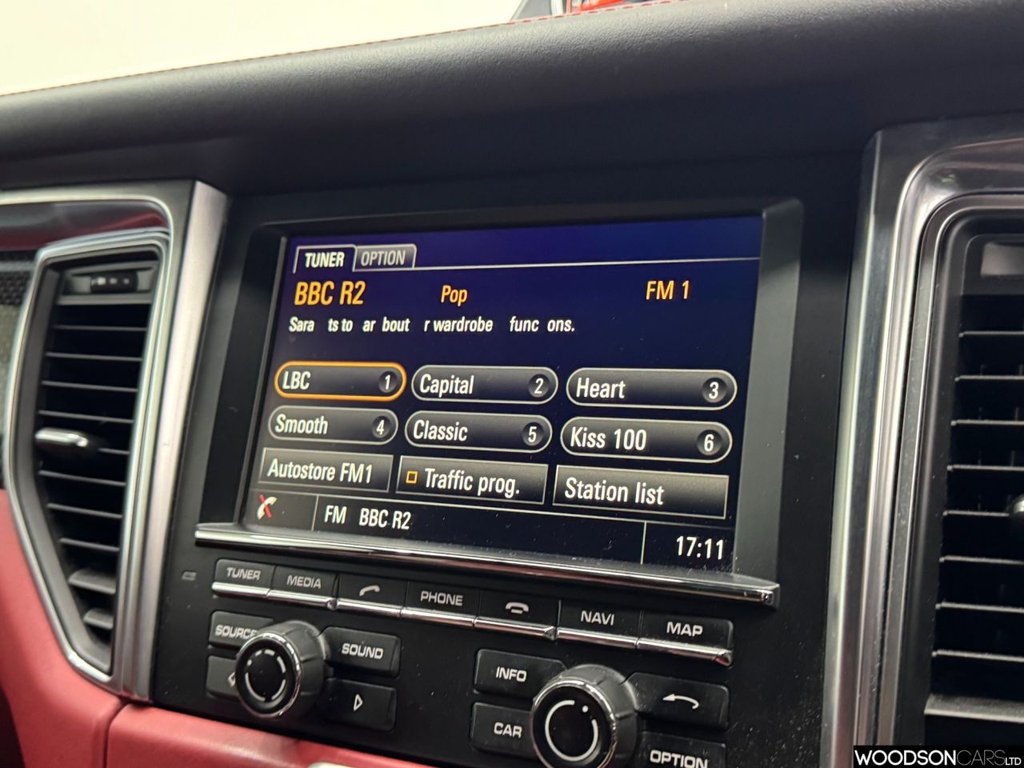 TUNER OPTION
BBC R2 Pop FM 1
Sara ts to ar bout r wardrobe func ons.
LBC 1 Capital 2 Heart 3
Smooth 4 Classic 5 Kiss 100 6
Autostore FM1 Traffic prog. Station list
FM BBC R2 17:11
TUNER MEDIA PHONE NAVI MAP
SOURCE SOUND INFO
CAR OPTION
WOODSONCARSLTD